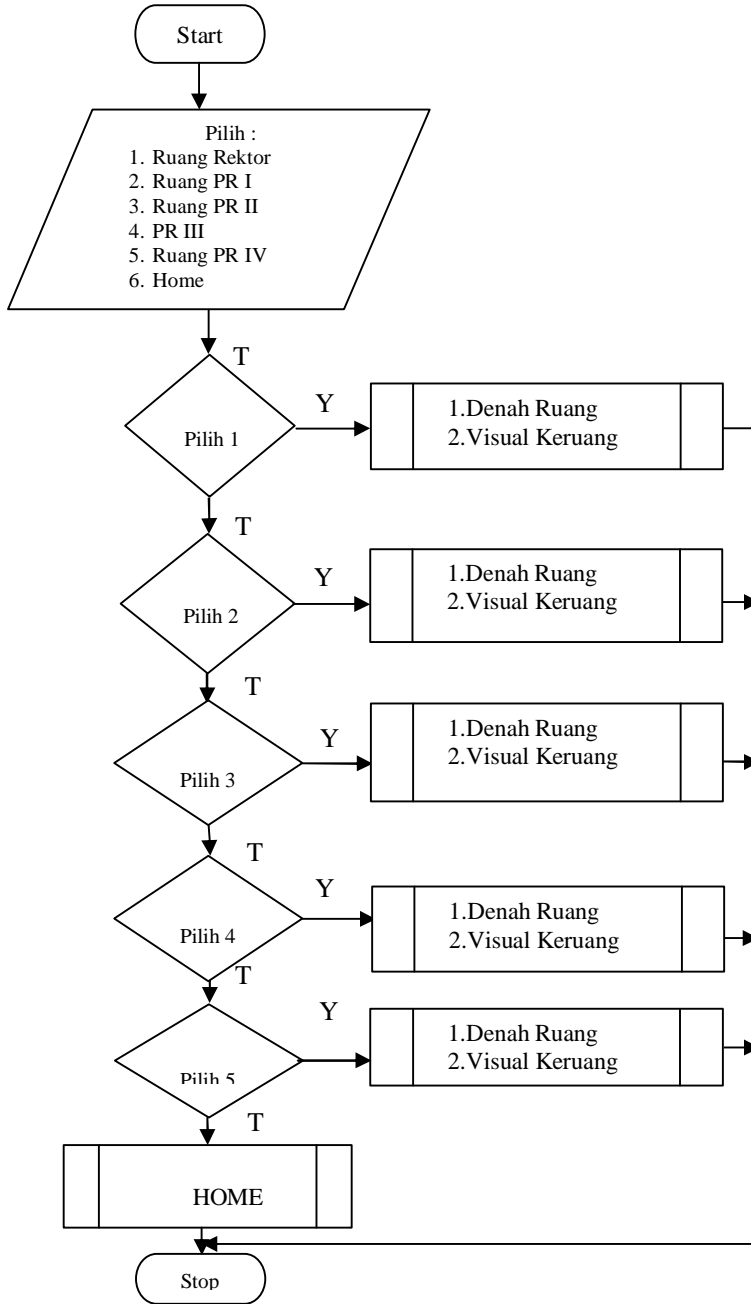 Start
Pilih :
1. Ruang Rektor
2. Ruang PR I
3. Ruang PR II
4. PR III
5. Ruang PR IV
6. Home
T
Y
Pilih 1
1.Denah Ruang
2.Visual Keruang
T
Y
Pilih 2
1.Denah Ruang
2.Visual Keruang
T
Y
Pilih 3
1.Denah Ruang
2.Visual Keruang
T
Y
Pilih 4
1.Denah Ruang
2.Visual Keruang
T
Y
Pilih 5
1.Denah Ruang
2.Visual Keruang
T
HOME
Stop